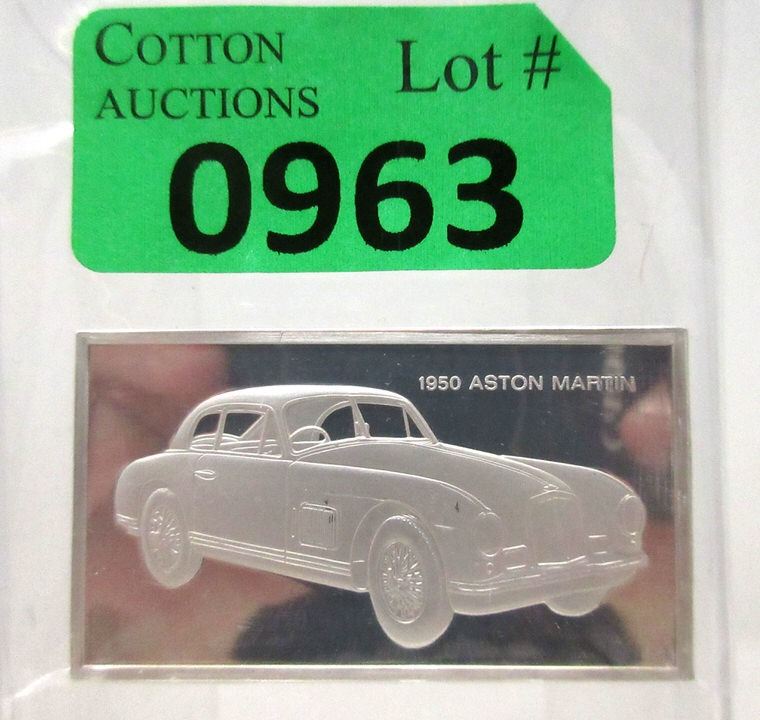 COTTON
AUCTIONS
Lot #
0963
1950 ASTON MARTIN